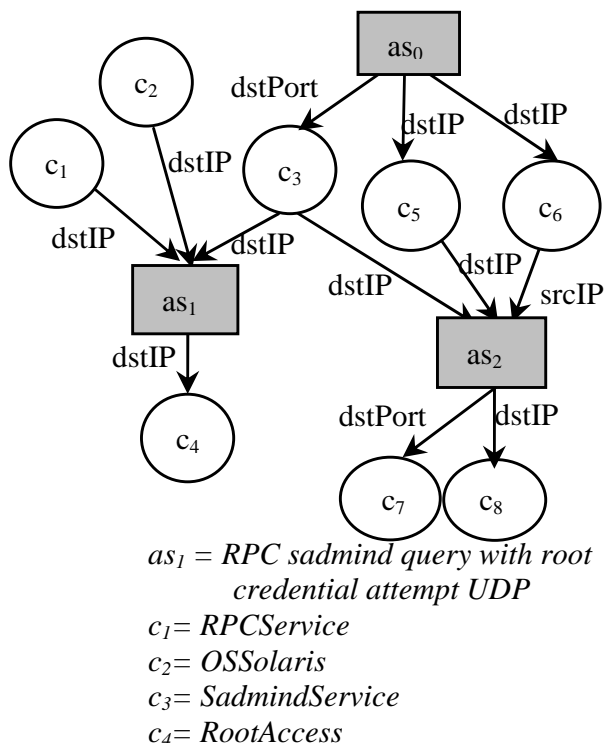 as₀
c₂
dstPort
dstIP
dstIP
c₁
dstIP
c₃
c₅
c₆
dstIP
dstIP
dstIP
dstIP
srcIP
as₁
as₂
dstIP
dstPort
dstIP
c₄
c₇
c₈
as₁ = RPC sadmind query with root
credential attempt UDP
c₁= RPCService
c₂= OSSolaris
c₃= SadmindService
c₄= RootAccess